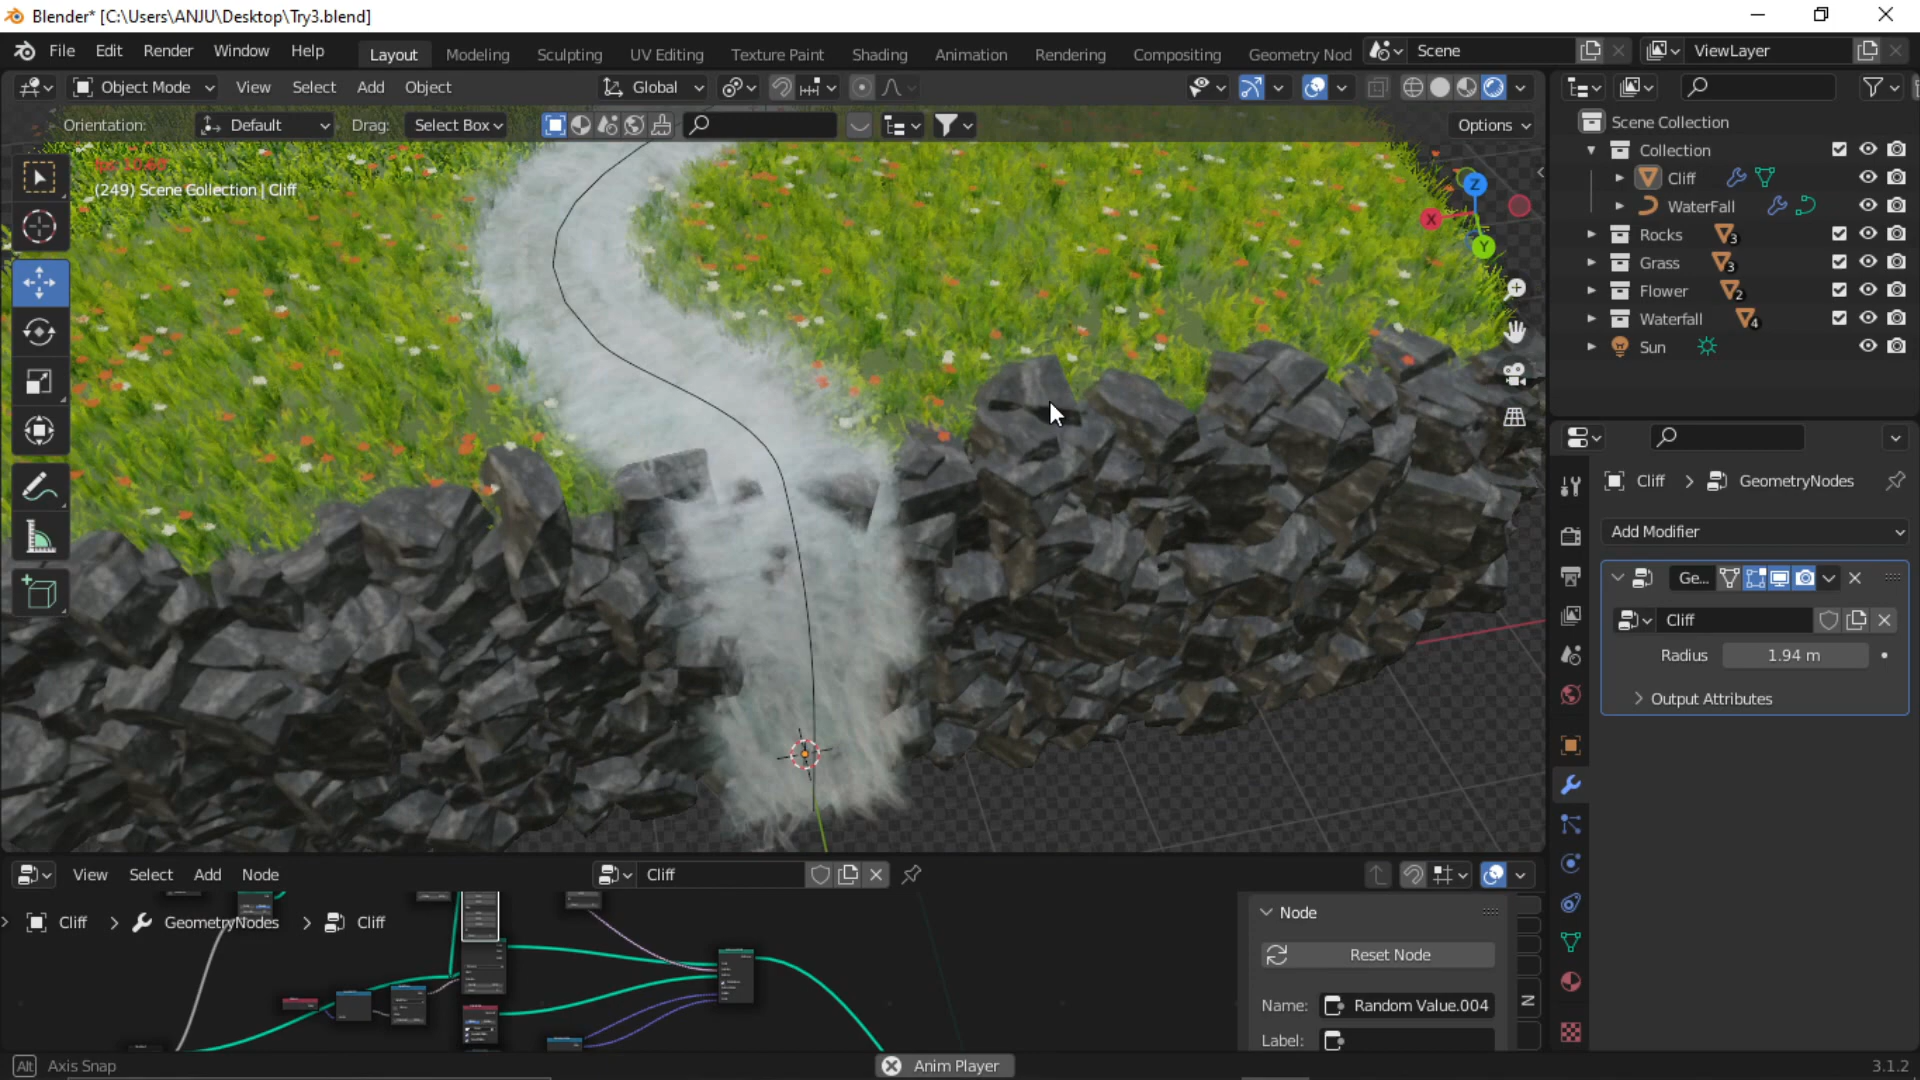 Blender* [C:\Users\ANJU\Desktop\Try3.blend]
File Edit Render Window Help Layout Modeling Sculpting UV Editing Texture Paint Shading Animation Rendering Compositing Geometry Nod Scene ViewLayer
Object Mode View Select Add Object Global
Orientation: Default Drag: Select Box Options
(249) Scene Collection | Cliff
Scene Collection
Collection
Cliff
WaterFall
Rocks 3
Grass 3
Flower 2
Waterfall 4
Sun
Z
X
Y
Cliff GeometryNodes
Add Modifier
Ge...
Cliff
Radius 1.94 m
Output Attributes
View Select Add Node Cliff
Cliff GeometryNodes Cliff
Node
Reset Node
Name: Random Value.004
N
Label:
Alt Axis Snap Anim Player 3.1.2